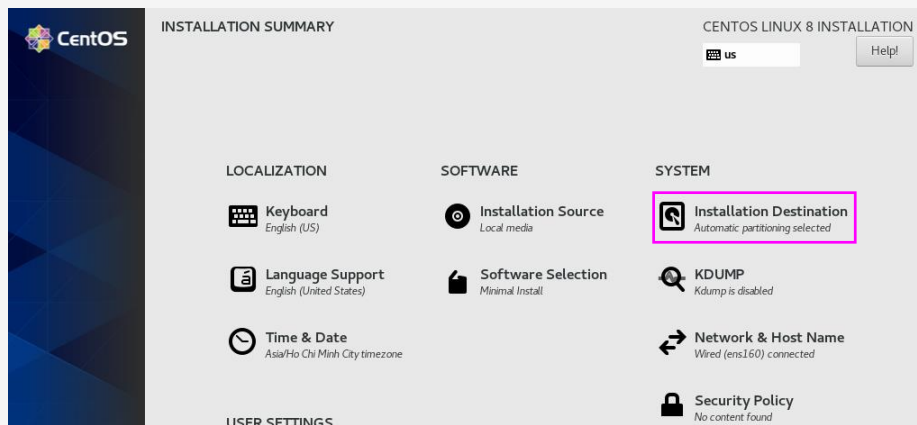 CentOS
INSTALLATION SUMMARY
CENTOS LINUX 8 INSTALLATION
us
Help!
LOCALIZATION
Keyboard
English (US)
Language Support
English (United States)
Time & Date
Asia/Ho Chi Minh City timezone
USER SETTINGS
SOFTWARE
Installation Source
Local media
Software Selection
Minimal Install
SYSTEM
Installation Destination
Automatic partitioning selected
KDUMP
Kdump is disabled
Network & Host Name
Wired (ens160) connected
Security Policy
No content found